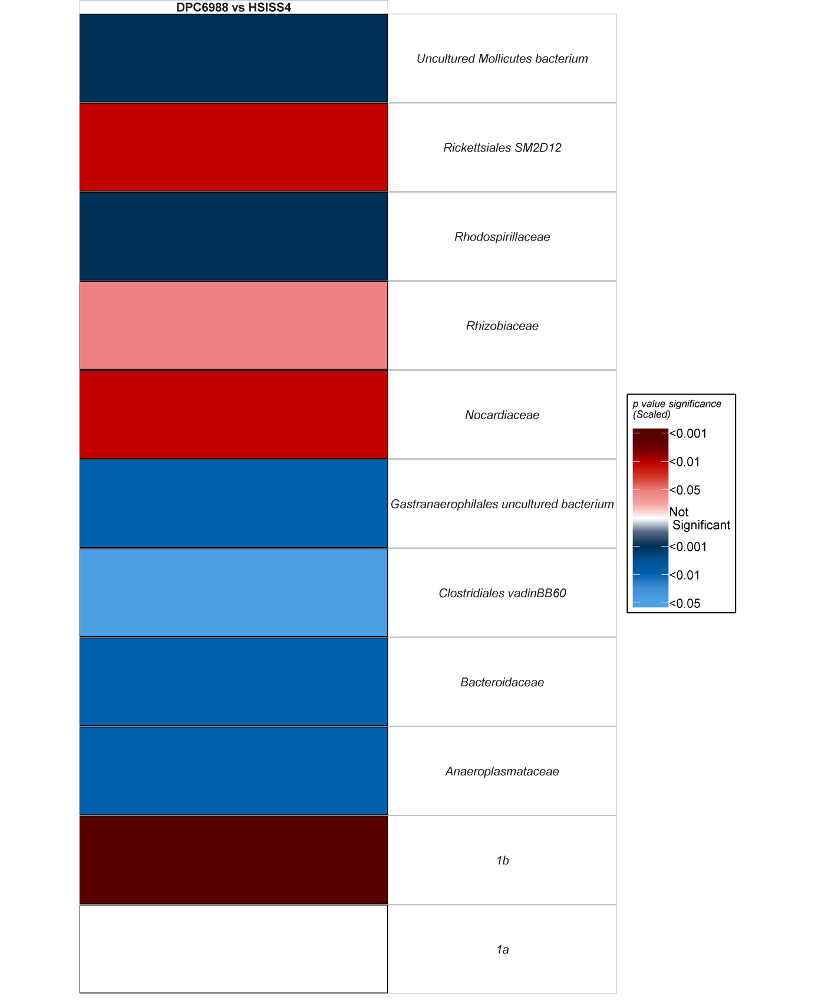 DPC6988 vs HSISS4
Uncultured Mollicutes bacterium
Rickettsiales SM2D12
Rhodospirillaceae
Rhizobiaceae
Nocardiaceae
Gastranaerophilales uncultured bacterium
Clostridiales vadinBB60
Bacteroidaceae
Anaeroplasmataceae
1b
1a
p value significance
(Scaled)
<0.001
<0.01
<0.05
Not
Significant
<0.001
<0.01
<0.05